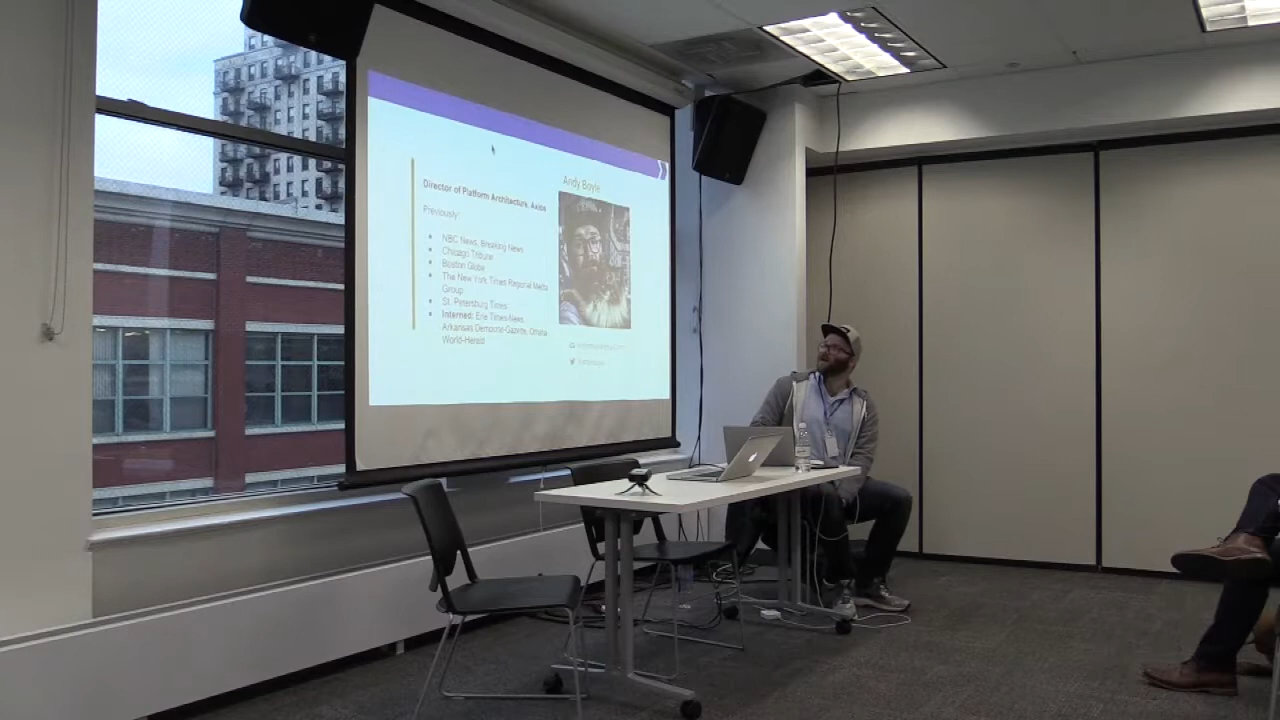 Andy Boyle
Director of Platform Architecture, Axios
Previously:
NBC News, Breaking News
Chicago Tribune
Boston Globe
The New York Times Regional Media
Group
St. Petersburg Times
Interned: Erie Times-News,
Arkansas Democrat-Gazette, Omaha
World-Herald